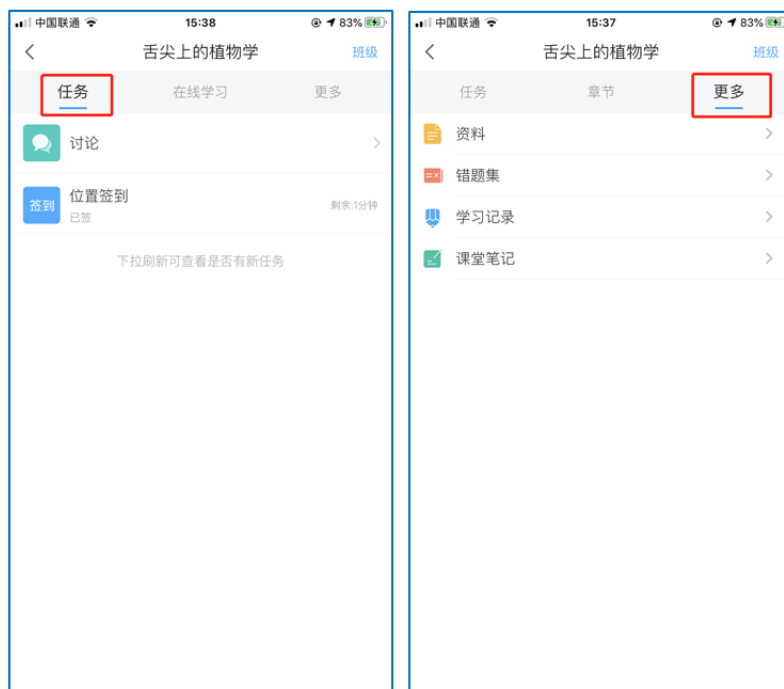 中国联通 15:38 83%
舌尖上的植物学 班级
任务 在线学习 更多
讨论
签到 位置签到
已签 剩余:1分钟
下拉刷新可查看是否有新任务
中国联通 15:37 83%
舌尖上的植物学 班级
任务 章节 更多
资料
错题集
学习记录
课堂笔记